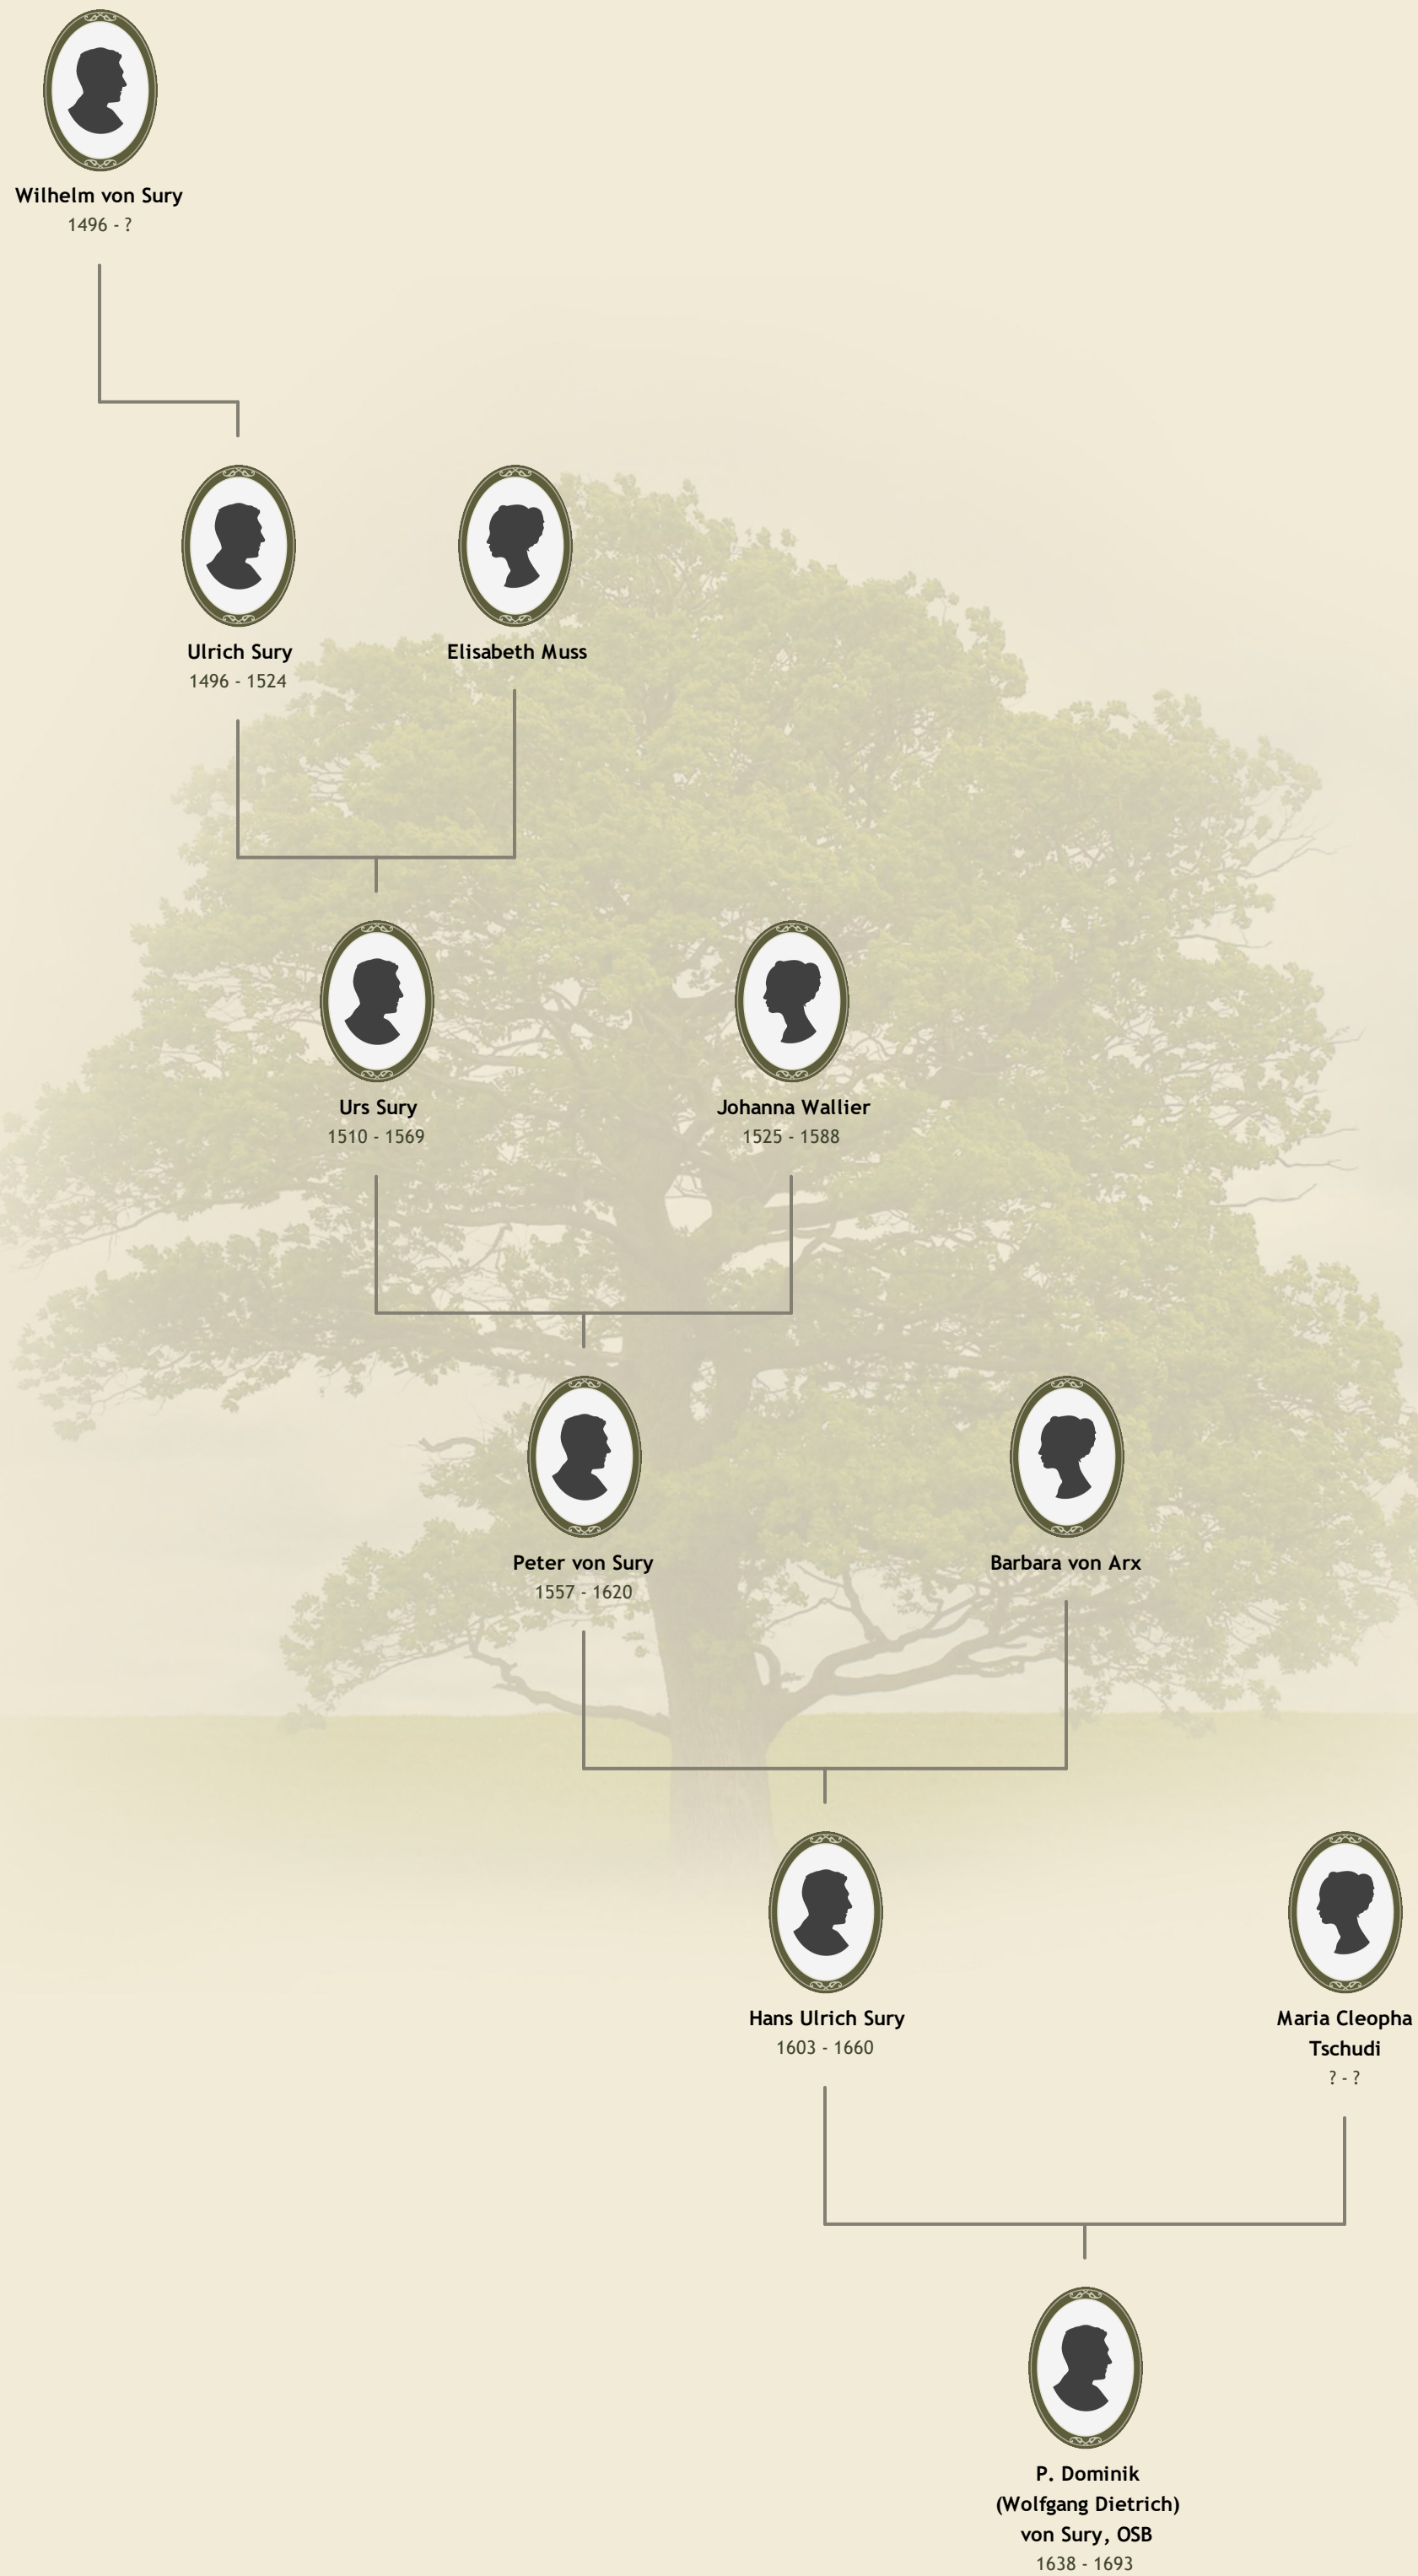 Wilhelm von Sury
1496 - ?
Ulrich Sury
1496 - 1524
Elisabeth Muss
Urs Sury
1510 - 1569
Johanna Wallier
1525 - 1588
Peter von Sury
1557 - 1620
Barbara von Arx
Hans Ulrich Sury
1603 - 1660
Maria Cleopha
Tschudi
? - ?
P. Dominik
(Wolfgang Dietrich)
von Sury, OSB
1638 - 1693